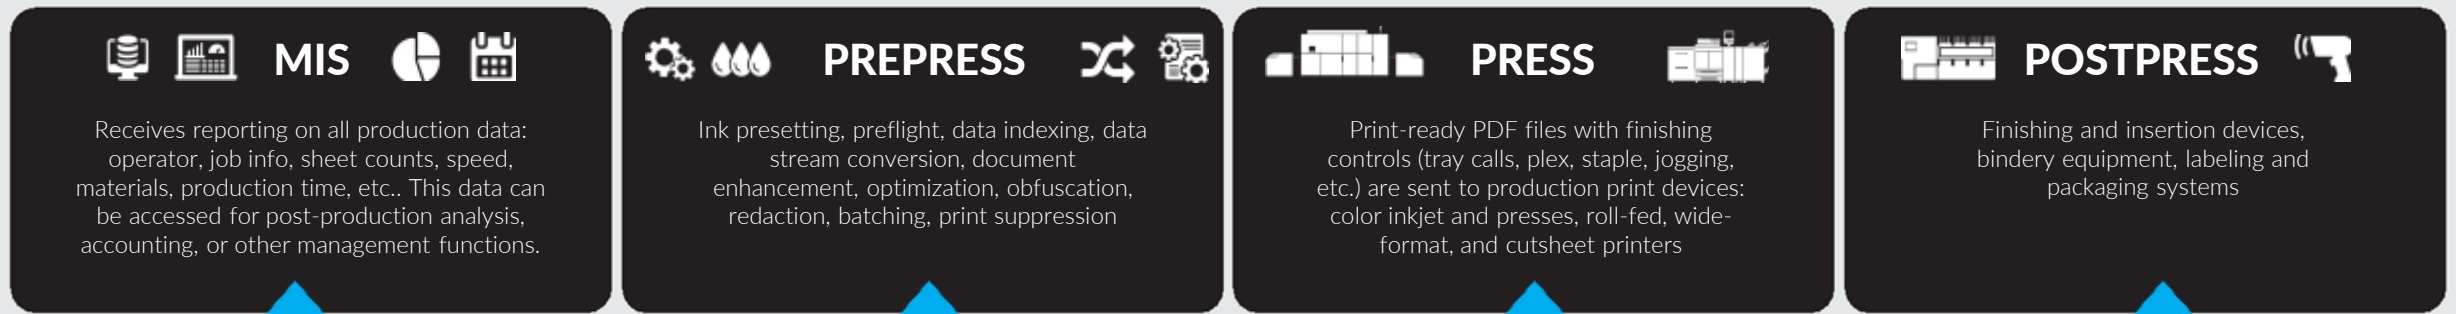 MIS
Receives reporting on all production data:
operator, job info, sheet counts, speed,
materials, production time, etc.. This data can
be accessed for post-production analysis,
accounting, or other management functions.
PREPRESS
Ink presetting, preflight, data indexing, data
stream conversion, document
enhancement, optimization, obfuscation,
redaction, batching, print suppression
PRESS
Print-ready PDF files with finishing
controls (tray calls, plex, staple, jogging,
etc.) are sent to production print devices:
color inkjet and presses, roll-fed, wide-
format, and cutsheet printers
POSTPRESS
Finishing and insertion devices,
bindery equipment, labeling and
packaging systems